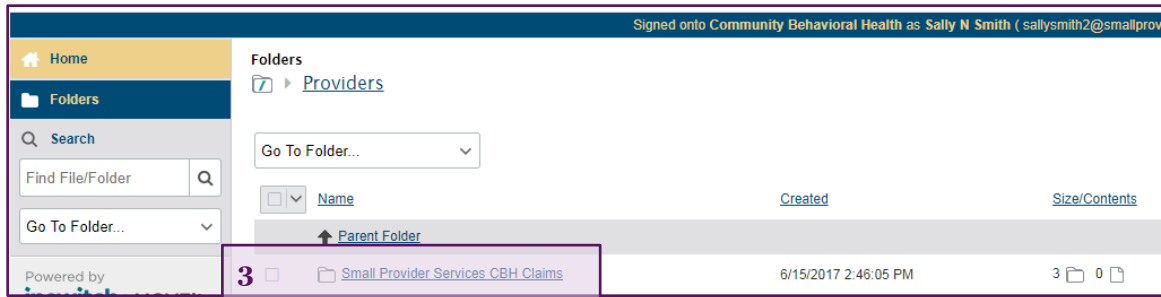 Signed onto Community Behavioral Health as Sally N Smith ( sallysmith2@smallprov
Home
Folders
Search
Find File/Folder
Go To Folder...
Powered by
Folders
Providers
Go To Folder...
Name Created Size/Contents
Parent Folder
3 Small Provider Services CBH Claims 6/15/2017 2:46:05 PM 3 0